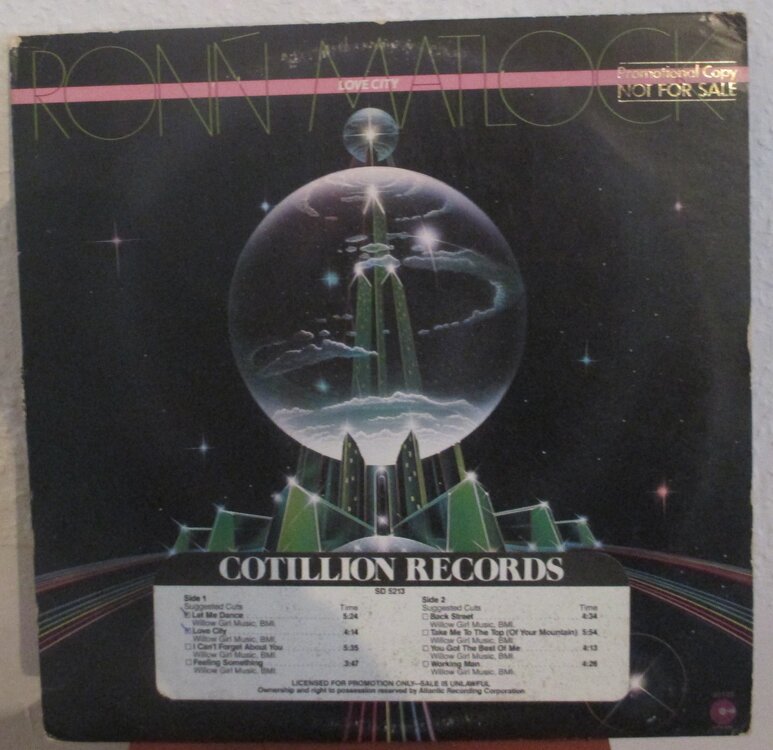 RONN MATLOCK
LOVE CITY
Promotional Copy
NOT FOR SALE
COTILLION RECORDS
SD 5213
Side 1
Suggested Cuts Time
Let Me Dance 5:24
Willow Girl Music, BMI.
Love City 4:14
Willow Girl Music, BMI.
I Can't Forget About You 5:35
Willow Girl Music, BMI.
Feeling Something 3:47
Willow Girl Music, BMI.
Side 2
Suggested Cuts Time
Back Street 4:34
Willow Girl Music, BMI.
Take Me To The Top (Of Your Mountain) 5:54
Willow Girl Music, BMI.
You Got The Best Of Me 4:13
Willow Girl Music, BMI.
Working Man 4:26
Willow Girl Music, BMI.
LICENSED FOR PROMOTION ONLY—SALE IS UNLAWFUL
Ownership and right to possession reserved by Atlantic Recording Corporation